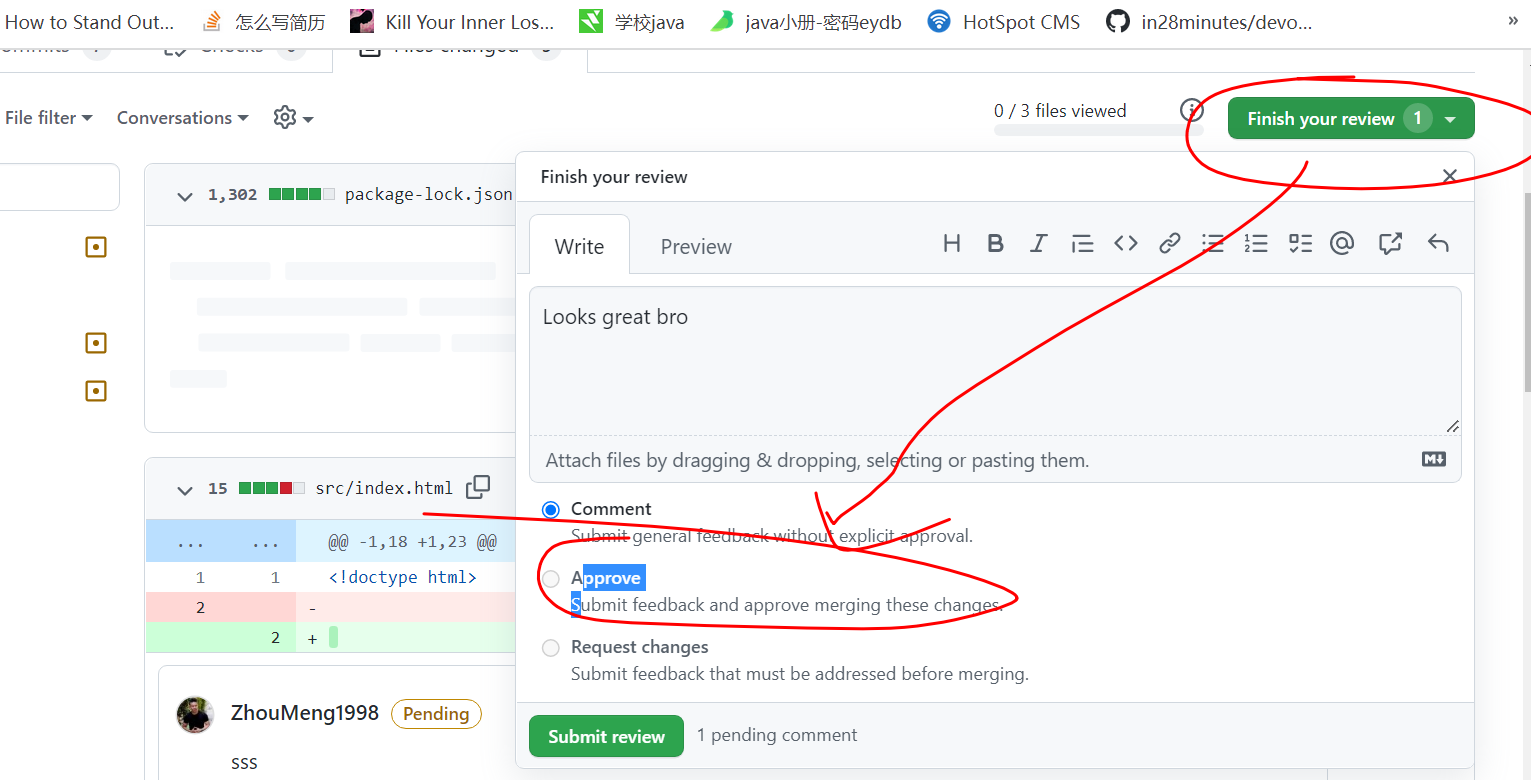 How to Stand Out... 怎么写简历 Kill Your Inner Los... 学校java java小册-密码eydb HotSpot CMS in28minutes/devo... »
Checks Files changed
File filter Conversations 0 / 3 files viewed Finish your review 1
Finish your review
1,302 package-lock.json
Write Preview
Looks great bro
Attach files by dragging & dropping, selecting or pasting them.
15 src/index.html
Comment
Submit general feedback without explicit approval.
... ... @@ -1,18 +1,23 @@
1 1 <!doctype html>
Approve
Submit feedback and approve merging these changes.
2 -
2 +
Request changes
Submit feedback that must be addressed before merging.
ZhouMeng1998 Pending
Submit review 1 pending comment
sss